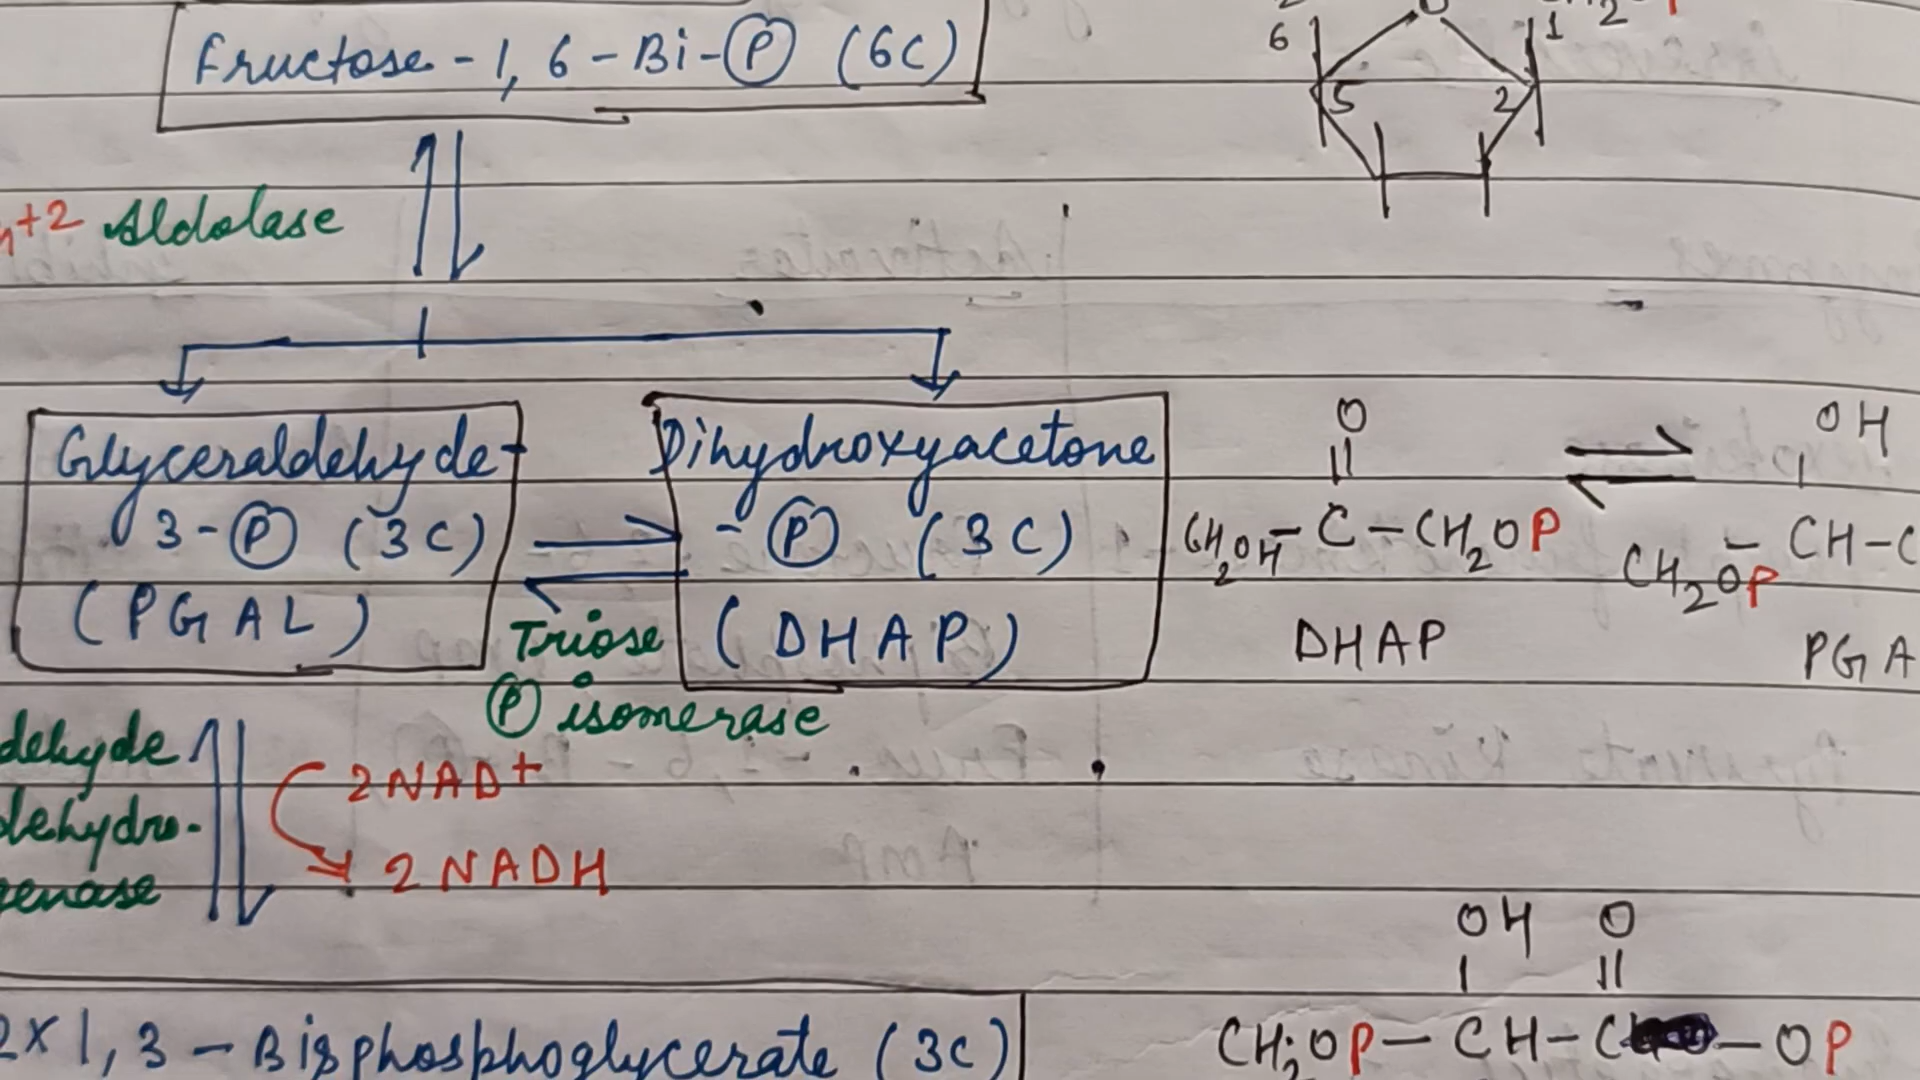 Fructose - 1, 6 - Bi - P (6C)
6 5 2 1
+2 Aldolase
Glyceraldehyde-
3 - P (3C)
(PGAL)
Dihydroxyacetone
- P (3C)
(DHAP)
Triose
P isomerase
O
||
CH2OH - C - CH2OP
DHAP
OH
|
CH2OP - CH - C
PGA
dehyde
dehydro-
genase
2NAD+
2 NADH
2x 1, 3 - Bisphosphoglycerate (3C)
OH O
| ||
CH2OP - CH - C - OP